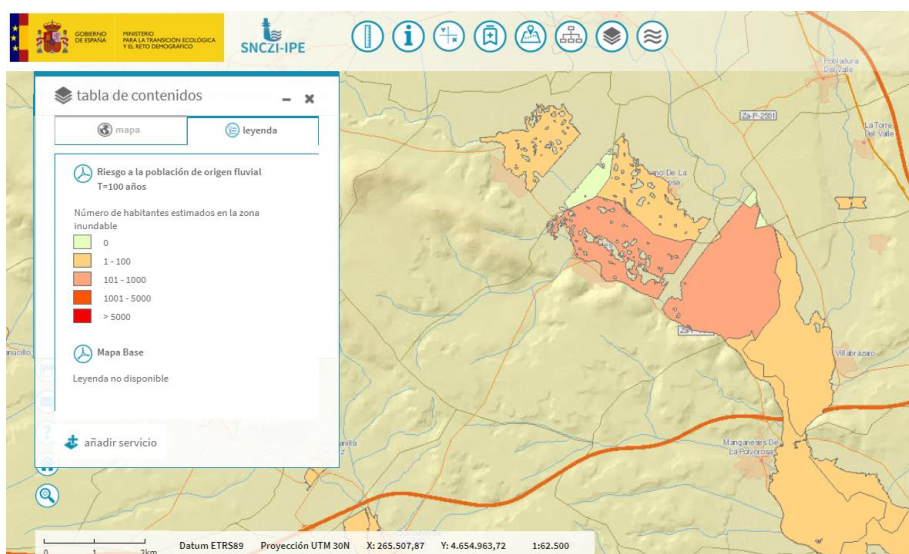 GOBIERNO
DE ESPAÑA
MINISTERIO
PARA LA TRANSICIÓN ECOLÓGICA
Y EL RETO DEMOGRÁFICO
SNCZI-IPE
tabla de contenidos
mapa
leyenda
Riesgo a la población de origen fluvial
T=100 años
Número de habitantes estimados en la zona
inundable
0
1 - 100
101 - 1000
1001 - 5000
> 5000
Mapa Base
Leyenda no disponible
añadir servicio
Pobladura
Del Valle
Za-P-2551
La Torre
Del Valle
De La
Villabrázaro
Manganeses De
La Polvorosa
0 1 2km
Datum ETRS89 Proyección UTM 30N X: 265.507,87 Y: 4.654.963,72 1:62.500